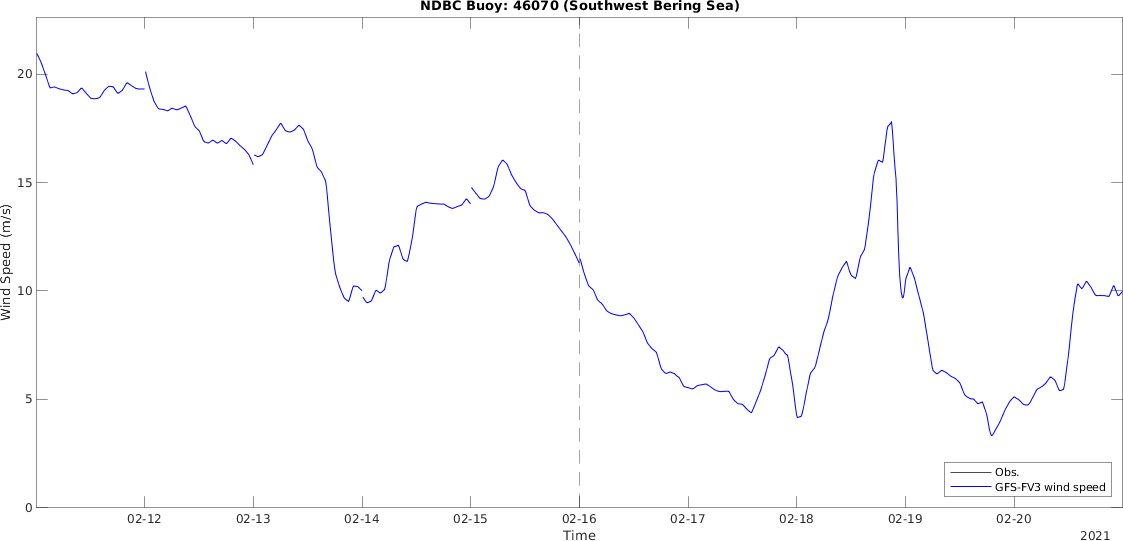 NDBC Buoy: 46070 (Southwest Bering Sea)
20
15
10
5
0
Wind Speed (m/s)
Obs.
GFS-FV3 wind speed
02-12 02-13 02-14 02-15 02-16 02-17 02-18 02-19 02-20
Time
2021